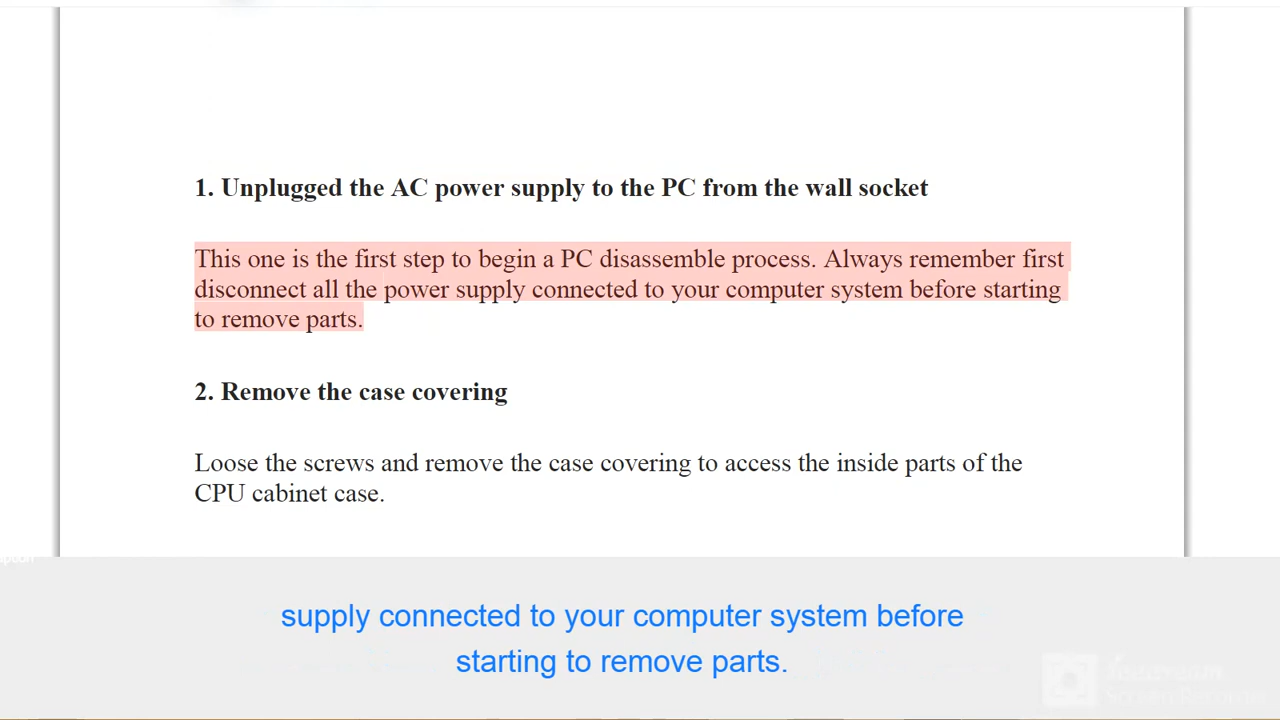 1. Unplugged the AC power supply to the PC from the wall socket
This one is the first step to begin a PC disassemble process. Always remember first
disconnect all the power supply connected to your computer system before starting
to remove parts.
2. Remove the case covering
Loose the screws and remove the case covering to access the inside parts of the
CPU cabinet case.
supply connected to your computer system before
starting to remove parts.